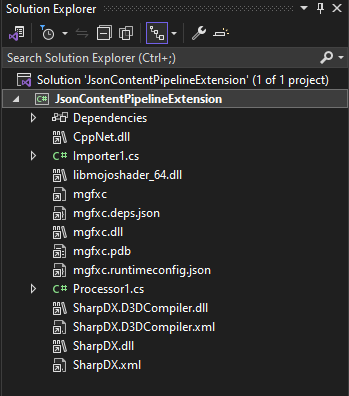 Solution Explorer
Search Solution Explorer (Ctrl+;)
Solution 'JsonContentPipelineExtension' (1 of 1 project)
C# JsonContentPipelineExtension
Dependencies
CppNet.dll
C# Importer1.cs
libmojoshader_64.dll
mgfxc
mgfxc.deps.json
mgfxc.dll
mgfxc.pdb
mgfxc.runtimeconfig.json
C# Processor1.cs
SharpDX.D3DCompiler.dll
SharpDX.D3DCompiler.xml
SharpDX.dll
SharpDX.xml